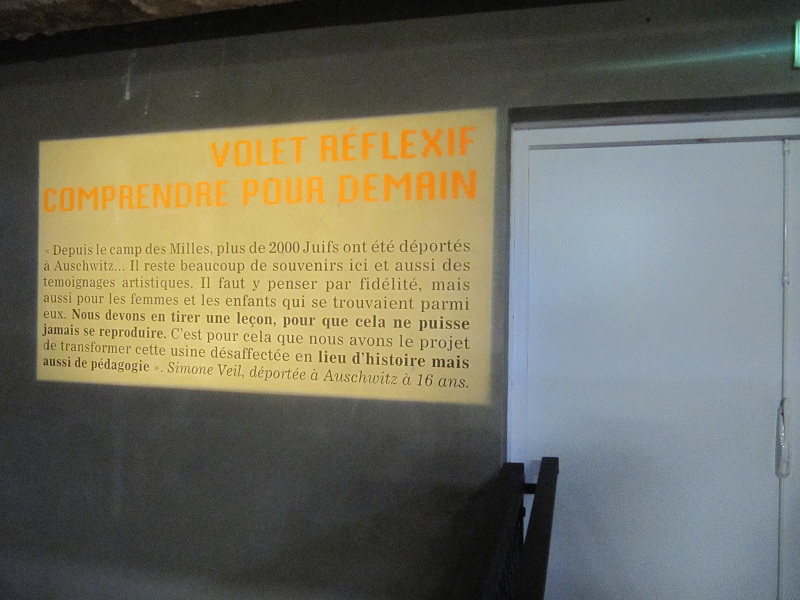 VOLET RÉFLEXIF
COMPRENDRE POUR DEMAIN
« Depuis le camp des Milles, plus de 2000 Juifs ont été déportés
à Auschwitz... Il reste beaucoup de souvenirs ici et aussi des
temoignages artistiques. Il faut y penser par fidélité, mais
aussi pour les femmes et les enfants qui se trouvaient parmi
eux. Nous devons en tirer une leçon, pour que cela ne puisse
jamais se reproduire. C'est pour cela que nous avons le projet
de transformer cette usine désaffectée en lieu d'histoire mais
aussi de pédagogie ». Simone Veil, déportée à Auschwitz à 16 ans.